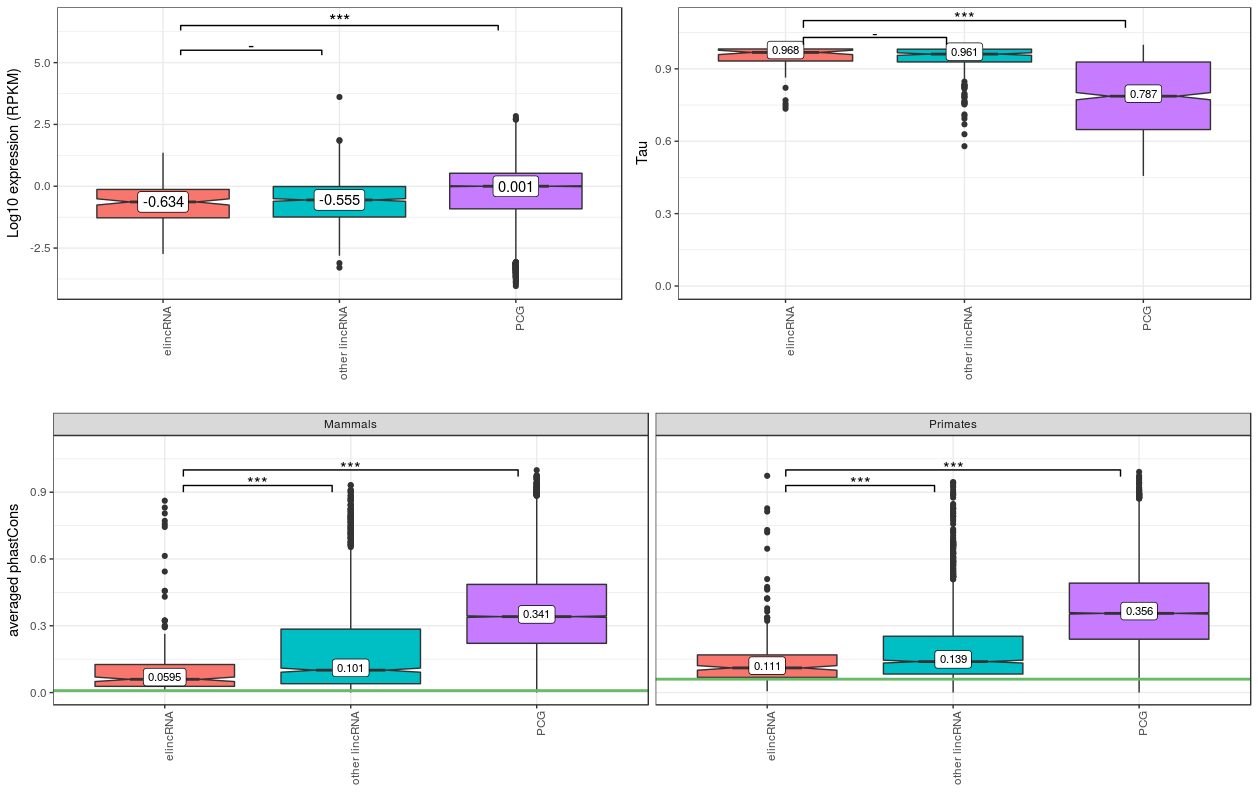 Log10 expression (RPKM)
5.0
2.5
0.0
-2.5
***
-
-0.634
-0.555
0.001
elincRNA
other lincRNA
PCG
Tau
0.9
0.6
0.3
0.0
***
-
0.968
0.961
0.787
elincRNA
other lincRNA
PCG
averaged phastCons
0.9
0.6
0.3
0.0
Mammals
***
***
0.0595
0.101
0.341
elincRNA
other lincRNA
PCG
Primates
***
***
0.111
0.139
0.356
elincRNA
other lincRNA
PCG